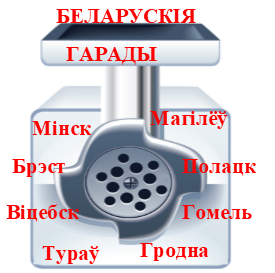 БЕЛАРУСКІЯ
ГАРАДЫ
Мінск
Магілёў
Брэст
Полацк
Віцебск
Гомель
Тураў
Гродна